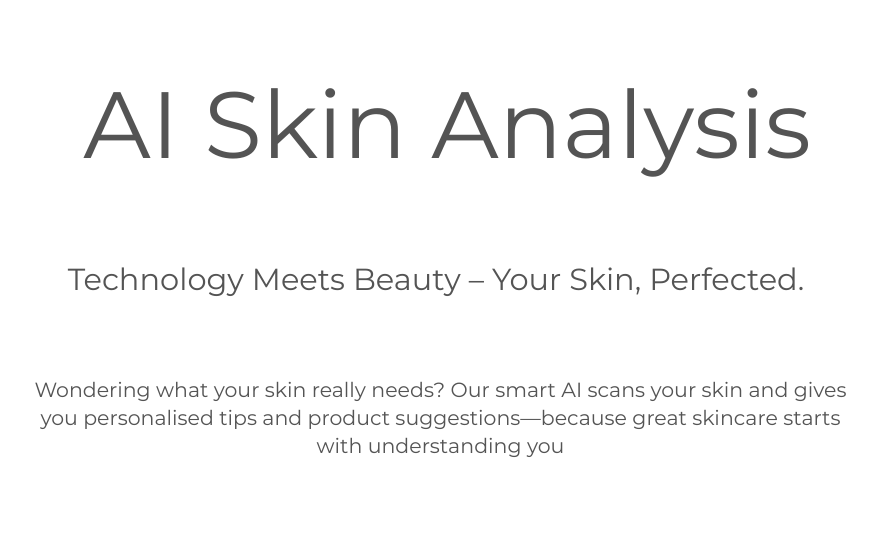 AI Skin Analysis
Technology Meets Beauty – Your Skin, Perfected.
Wondering what your skin really needs? Our smart AI scans your skin and gives
you personalised tips and product suggestions—because great skincare starts
with understanding you